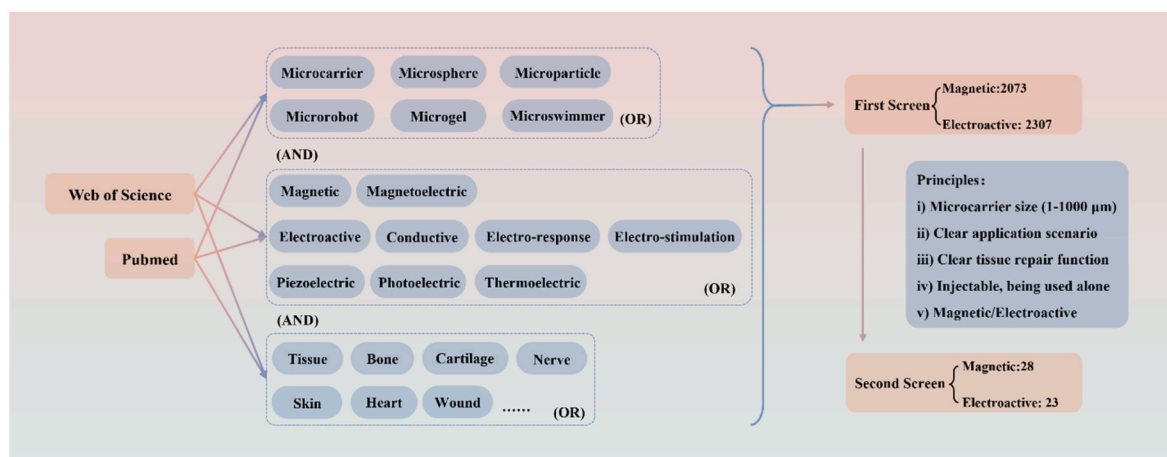 Web of Science
Pubmed
Microcarrier Microsphere Microparticle
Microrobot Microgel Microswimmer (OR)
(AND)
Magnetic Magnetoelectric
Electroactive Conductive Electro-response Electro-stimulation
Piezoelectric Photoelectric Thermoelectric
(OR)
(AND)
Tissue Bone Cartilage Nerve
Skin Heart Wound ...... (OR)
First Screen
Magnetic:2073
Electroactive: 2307
Principles:
i) Microcarrier size (1-1000 μm)
ii) Clear application scenario
iii) Clear tissue repair function
iv) Injectable, being used alone
v) Magnetic/Electroactive
Second Screen
Magnetic:28
Electroactive: 23